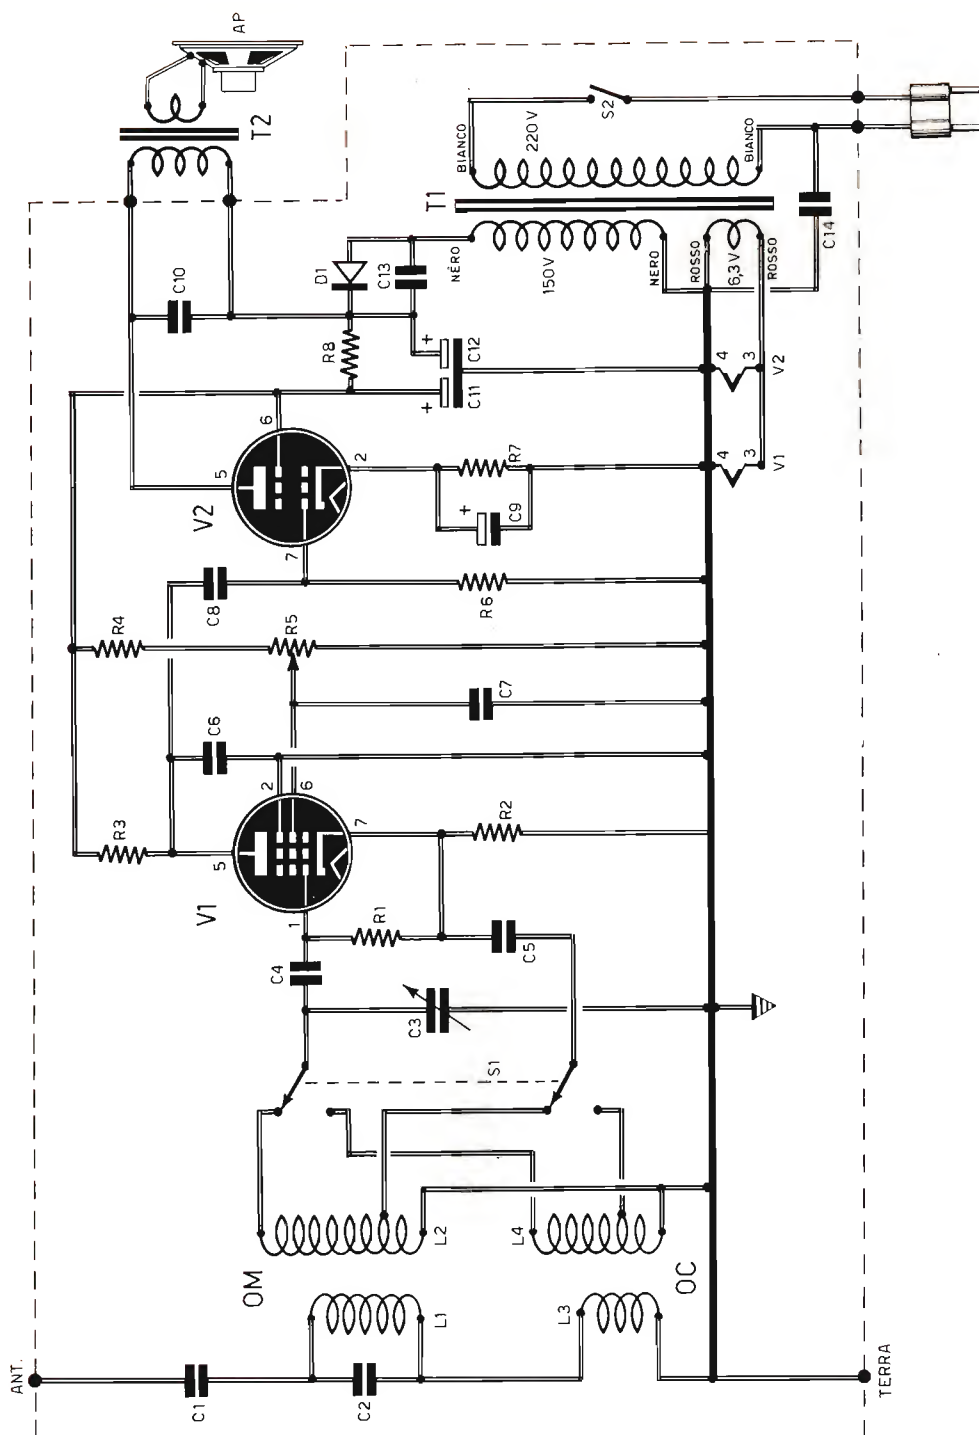 ANT.
C1
C2
L1
L3
TERRA
OM
L2
L4
OC
S1
C3
C4
R1
C5
V1
1
5
2
6
7
R2
R3
C6
C7
R4
R5
C8
R6
V2
7
5
6
2
C9
+
R7
R8
C11
+
C12
+
C10
D1
C13
T2
AP
T1
NERO
150V
NERO
ROSSO
6,3V
ROSSO
BIANCO
220V
BIANCO
S2
C14
4
3
V1
4
3
V2